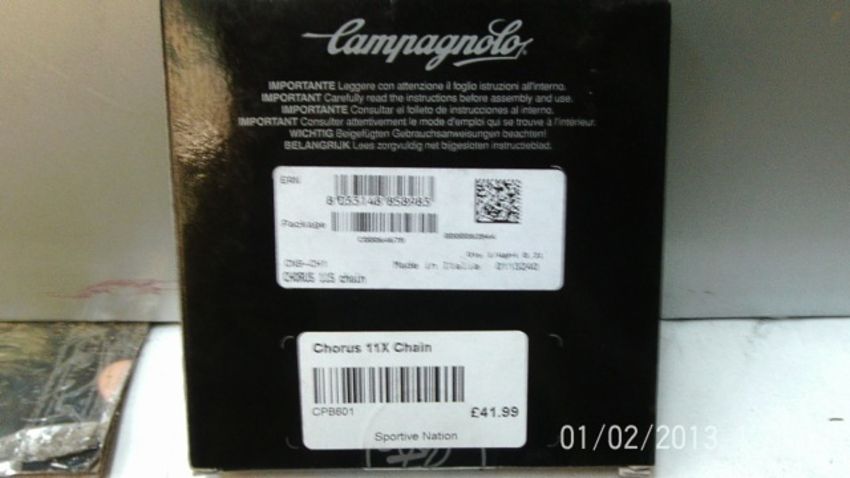 Campagnolo
IMPORTANTE Leggere con attenzione il foglio istruzioni all'interno.
IMPORTANT Carefully read the instructions before assembly and use.
IMPORTANTE Consultar el folleto de instrucciones al interno.
IMPORTANT Consulter attentivement le mode d'emploi qui se trouve à l'intérieur.
WICHTIG Beigefügten Gebrauchsanweisungen beachten!
BELANGRIJK Lees zorgvuldig het bijgesloten instructieblad.
EAN
Package
Made in Italia
CHORUS 11S chain
Chorus 11X Chain
CPB601 £41.99
Sportive Nation
01/02/2013